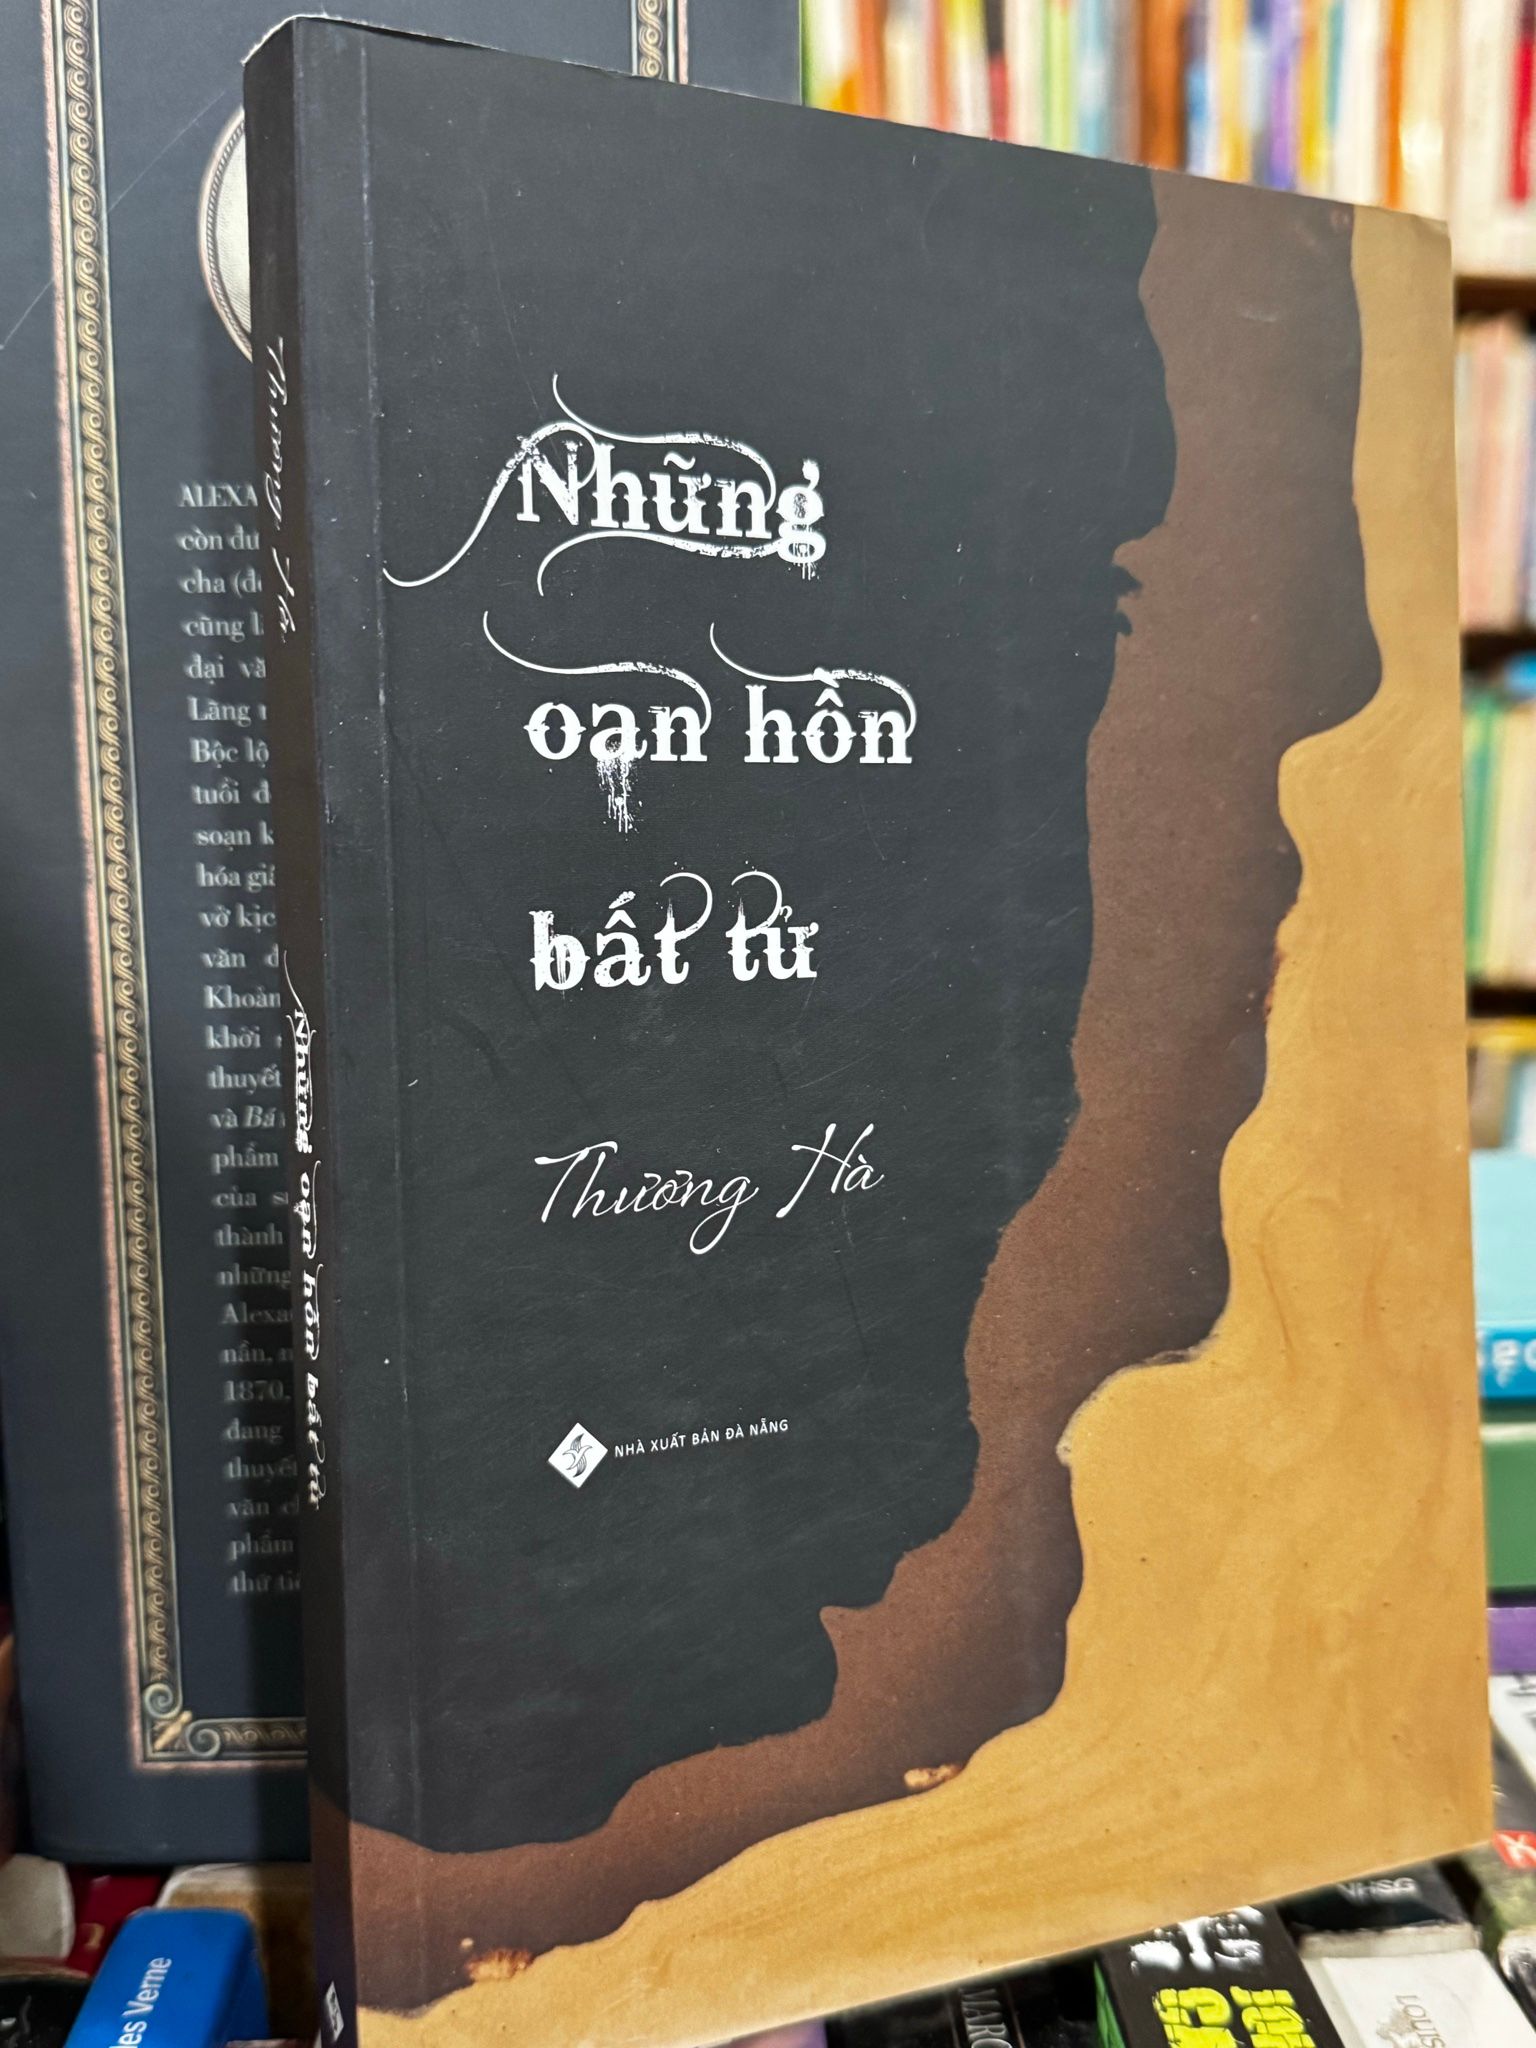 Những
oan hồn
bất tử
Thương Hà
NHÀ XUẤT BẢN ĐÀ NẴNG
Thương Hà
Những oan hồn bất tử
ALEXA
còn đư
cha (đ
cũng l
đại vă
Lãng
Bộc lộ
tuổi đ
soạn k
hóa gi
vở kịc
văn đ
Khoản
khởi
thuyết
và Bá
phẩm
của s
thành
những
Alexa
nần, n
1870.
đang
thuyết
văn c
phẩm
thứ ti
es Verne
VHSG
MAR